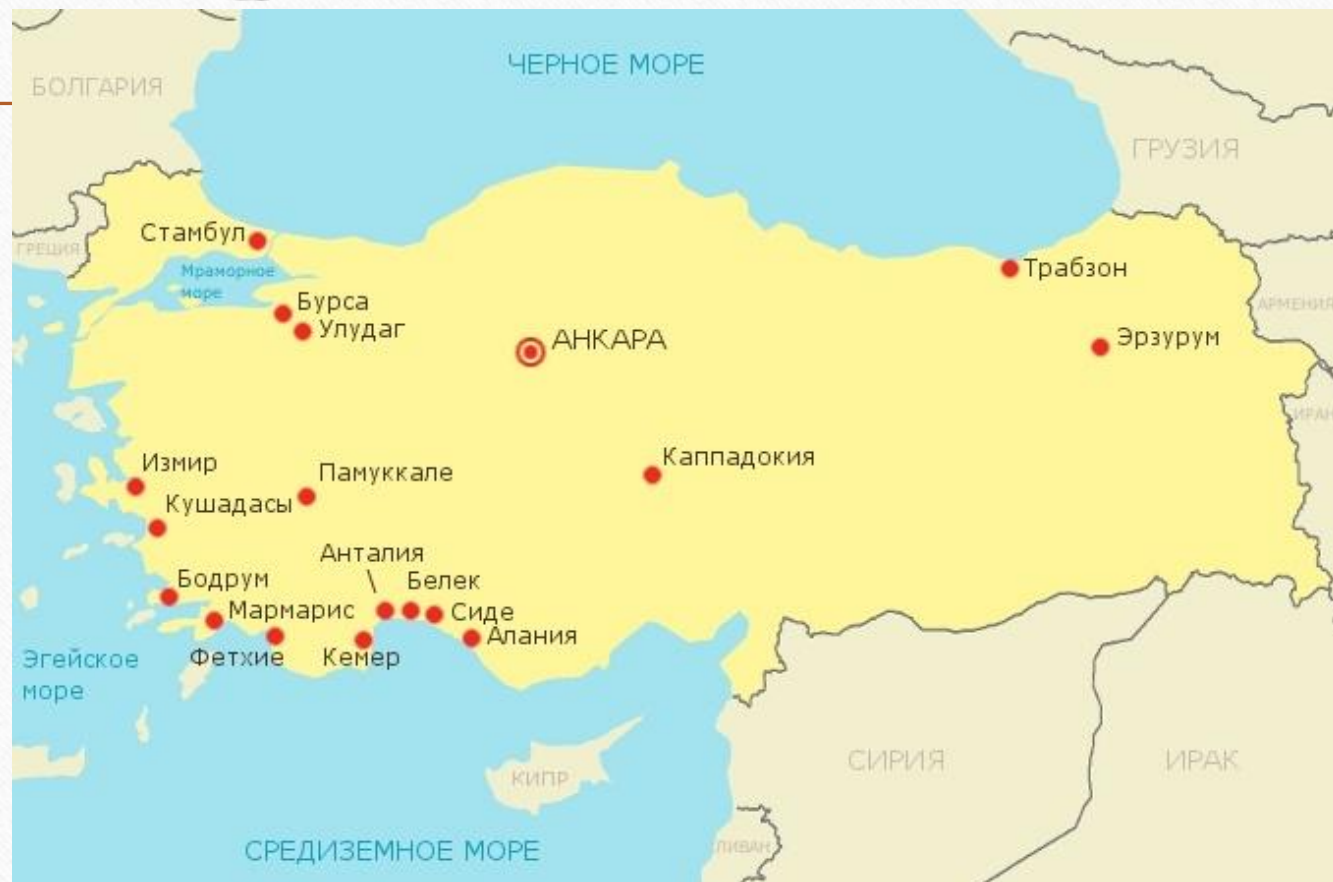 ЧЕРНОЕ МОРЕ
БОЛГАРИЯ
ГРУЗИЯ
Стамбул
ГРЕЦИЯ
Мраморное
море
Трабзон
Бурса
АРМЕНИЯ
Улудаг
АНКАРА
Эрзурум
ИРАН
Измир
Памуккале
Каппадокия
Кушадасы
Анталия
Бодрум
Белек
Мармарис
Сиде
Алания
Фетхие
Кемер
Эгейское
море
СИРИЯ
ИРАК
КИПР
СРЕДИЗЕМНОЕ МОРЕ
ЛИВАН